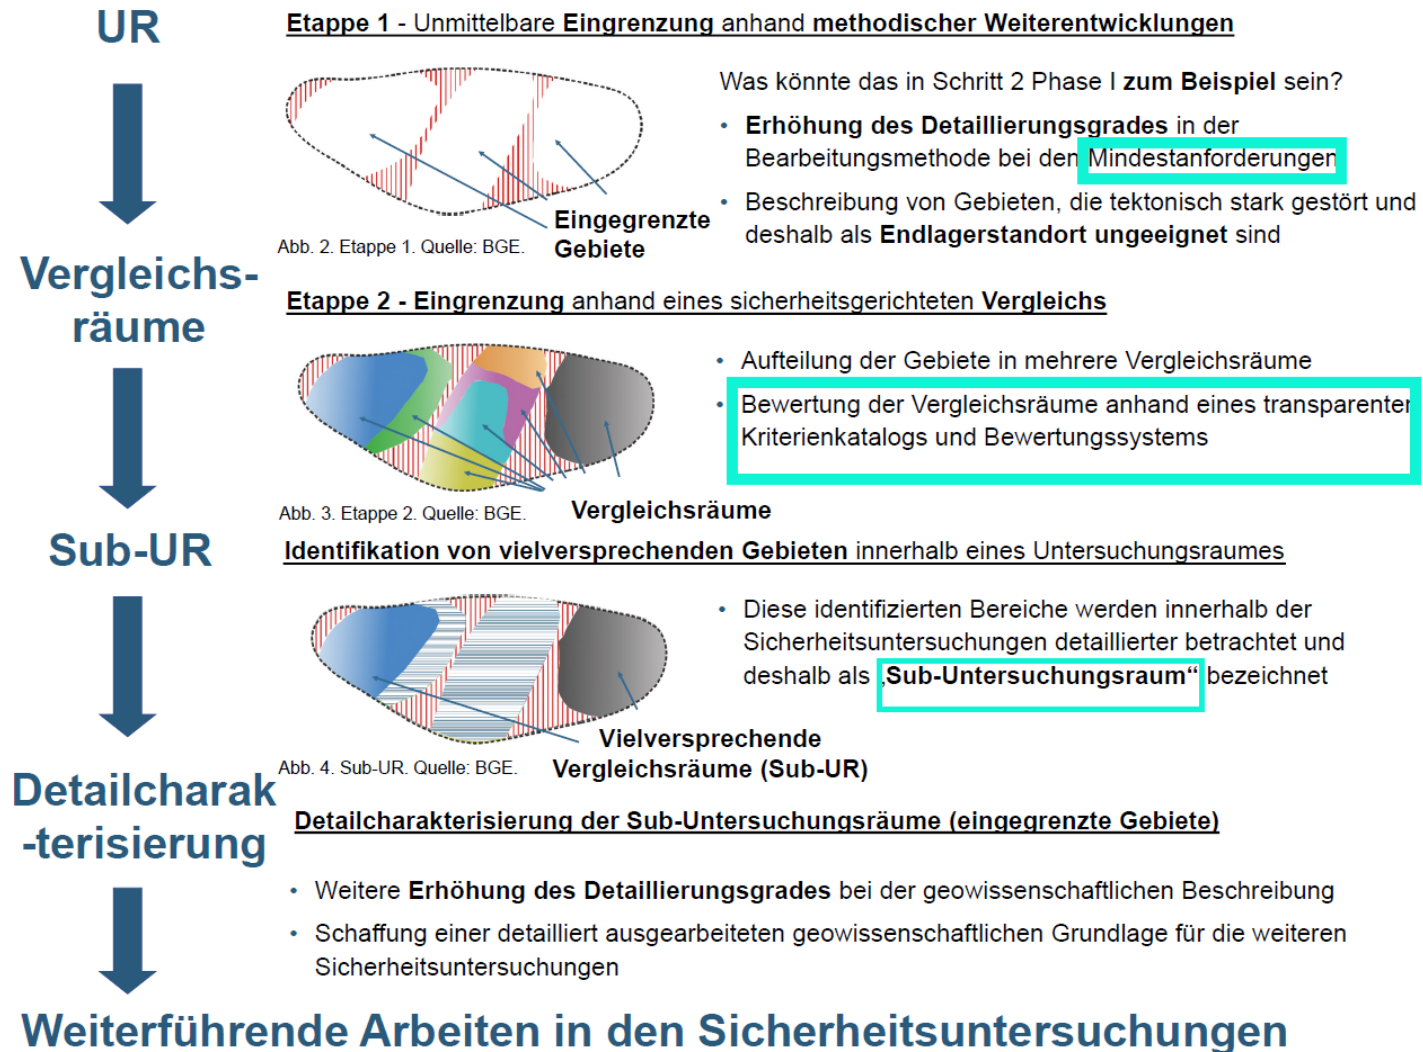 UR
Etappe 1 - Unmittelbare Eingrenzung anhand methodischer Weiterentwicklungen
Was könnte das in Schritt 2 Phase I zum Beispiel sein?
• Erhöhung des Detaillierungsgrades in der
Bearbeitungsmethode bei den Mindestanforderungen
• Beschreibung von Gebieten, die tektonisch stark gestört und
deshalb als Endlagerstandort ungeeignet sind
Eingegrenzte
Gebiete
Abb. 2. Etappe 1. Quelle: BGE.
Vergleichs-
räume
Etappe 2 - Eingrenzung anhand eines sicherheitsgerichteten Vergleichs
• Aufteilung der Gebiete in mehrere Vergleichsräume
• Bewertung der Vergleichsräume anhand eines transparenten
Kriterienkatalogs und Bewertungssystems
Vergleichsräume
Abb. 3. Etappe 2. Quelle: BGE.
Sub-UR
Identifikation von vielversprechenden Gebieten innerhalb eines Untersuchungsraumes
• Diese identifizierten Bereiche werden innerhalb der
Sicherheitsuntersuchungen detaillierter betrachtet und
deshalb als „Sub-Untersuchungsraum“ bezeichnet
Vielversprechende
Vergleichsräume (Sub-UR)
Abb. 4. Sub-UR. Quelle: BGE.
Detailcharak
-terisierung
Detailcharakterisierung der Sub-Untersuchungsräume (eingegrenzte Gebiete)
• Weitere Erhöhung des Detaillierungsgrades bei der geowissenschaftlichen Beschreibung
• Schaffung einer detailliert ausgearbeiteten geowissenschaftlichen Grundlage für die weiteren
Sicherheitsuntersuchungen
Weiterführende Arbeiten in den Sicherheitsuntersuchungen